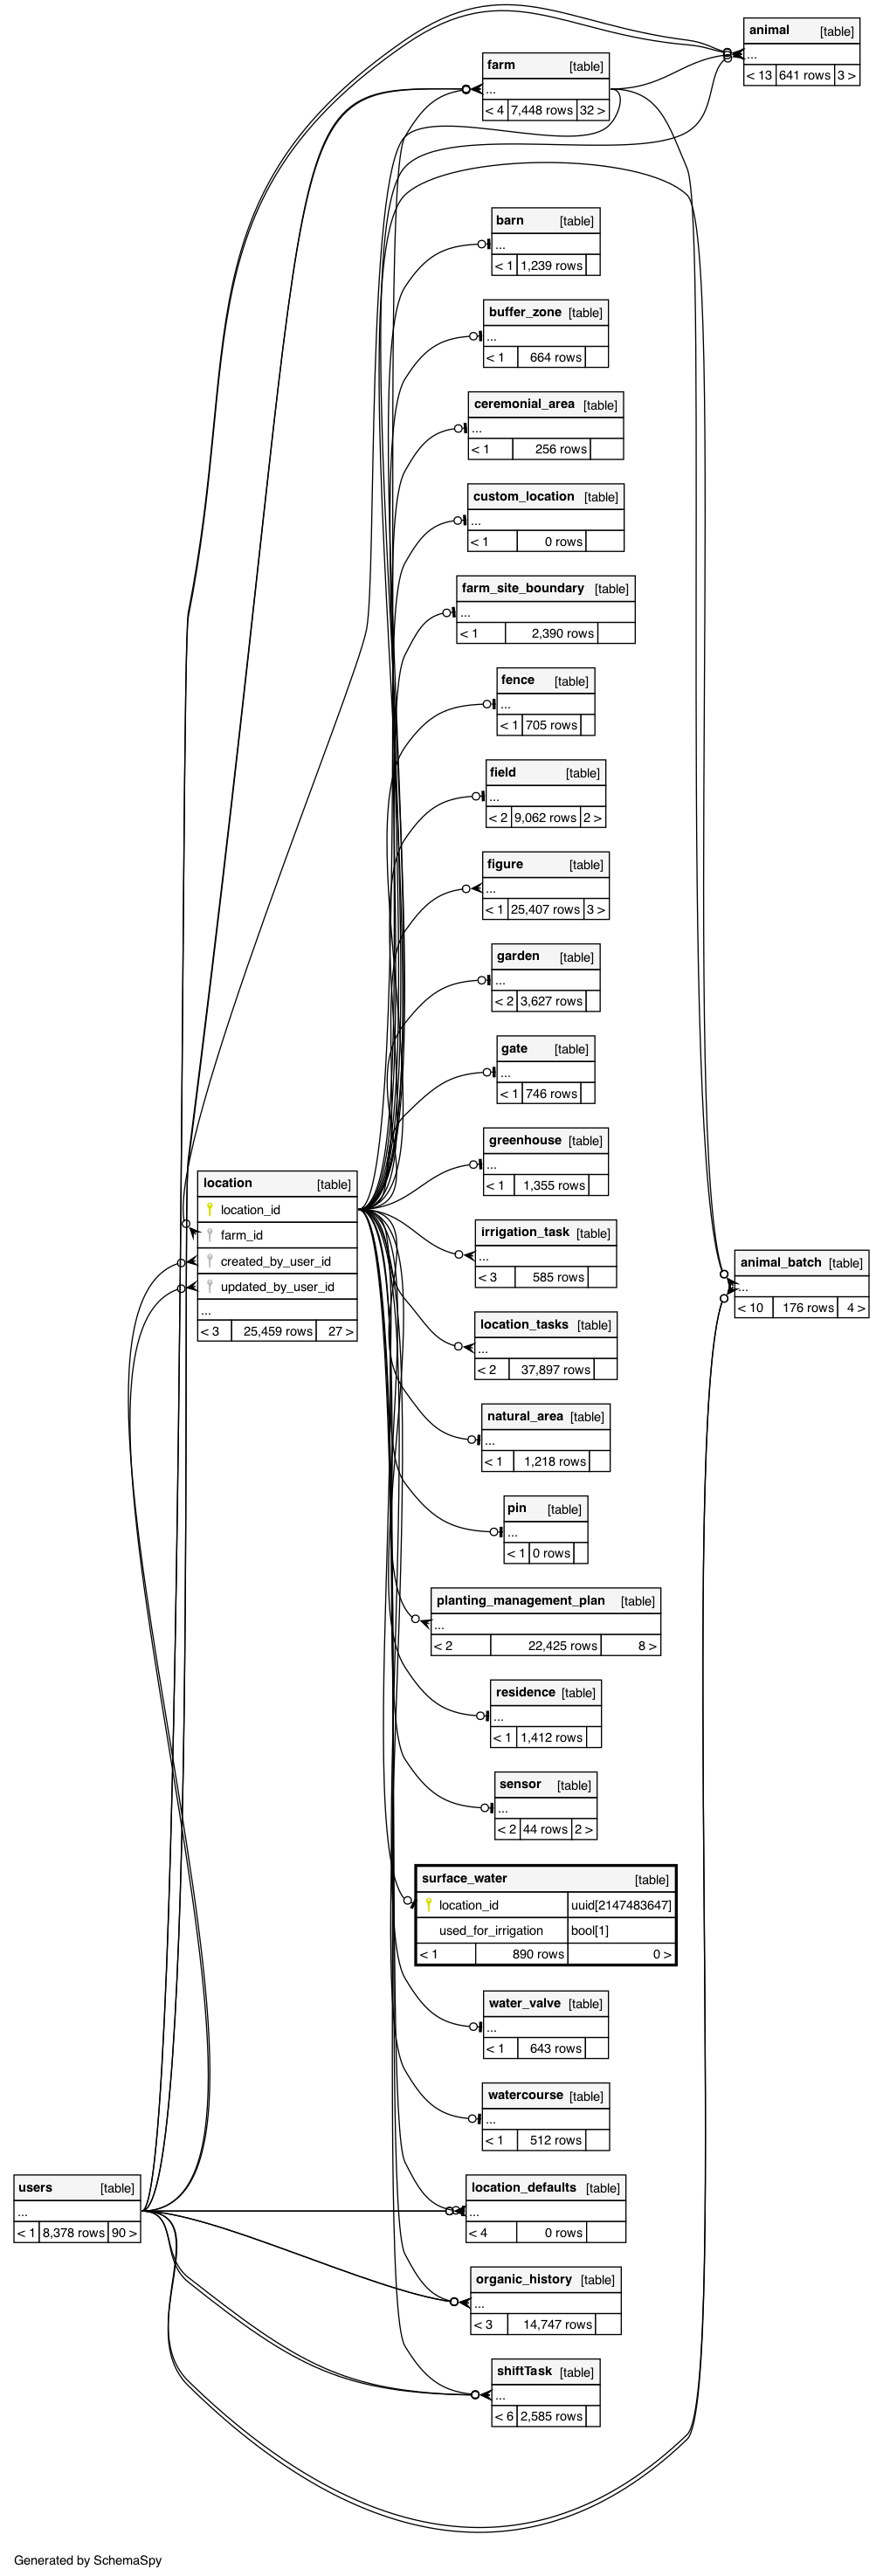 animal [table]
...
< 13 641 rows 3 >
farm [table]
...
< 4 7,448 rows 32 >
barn [table]
...
< 1 1,239 rows
buffer_zone [table]
...
< 1 664 rows
ceremonial_area [table]
...
< 1 256 rows
custom_location [table]
...
< 1 0 rows
farm_site_boundary [table]
...
< 1 2,390 rows
fence [table]
...
< 1 705 rows
field [table]
...
< 2 9,062 rows 2 >
figure [table]
...
< 1 25,407 rows 3 >
garden [table]
...
< 2 3,627 rows
gate [table]
...
< 1 746 rows
greenhouse [table]
...
< 1 1,355 rows
location [table]
location_id
farm_id
created_by_user_id
updated_by_user_id
...
< 3 25,459 rows 27 >
irrigation_task [table]
...
< 3 585 rows
animal_batch [table]
...
< 10 176 rows 4 >
location_tasks [table]
...
< 2 37,897 rows
natural_area [table]
...
< 1 1,218 rows
pin [table]
...
< 1 0 rows
planting_management_plan [table]
...
< 2 22,425 rows 8 >
residence [table]
...
< 1 1,412 rows
sensor [table]
...
< 2 44 rows 2 >
surface_water [table]
location_id uuid[2147483647]
used_for_irrigation bool[1]
< 1 890 rows 0 >
water_valve [table]
...
< 1 643 rows
watercourse [table]
...
< 1 512 rows
users [table]
...
< 1 8,378 rows 90 >
location_defaults [table]
...
< 4 0 rows
organic_history [table]
...
< 3 14,747 rows
shiftTask [table]
...
< 6 2,585 rows
Generated by SchemaSpy